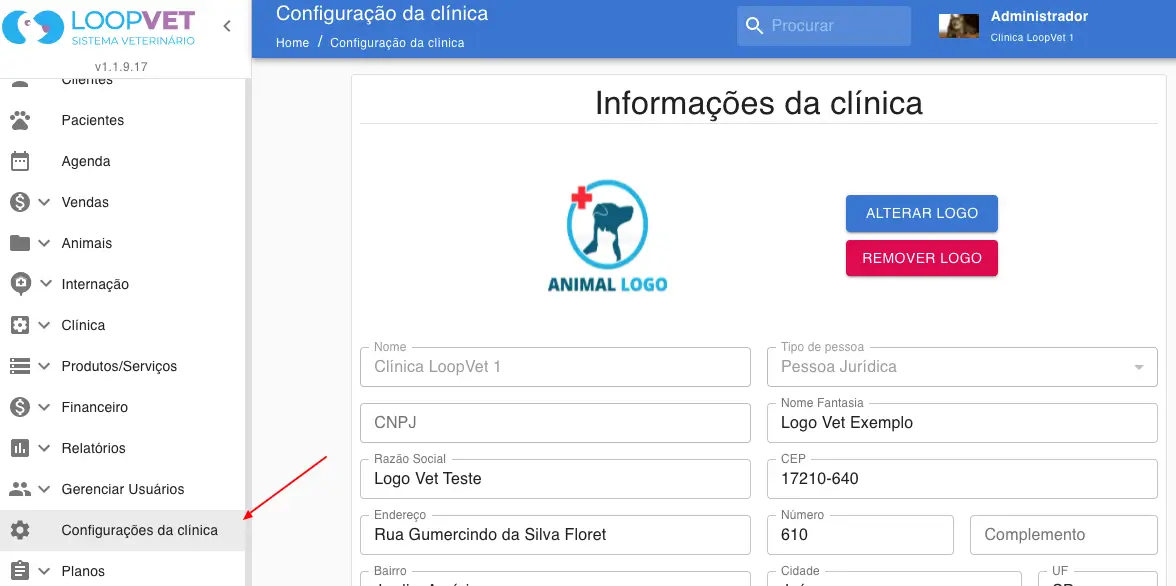 LOOPVET
SISTEMA VETERINÁRIO
v1.1.9.17
Clientes
Pacientes
Agenda
Vendas
Animais
Internação
Clínica
Produtos/Serviços
Financeiro
Relatórios
Gerenciar Usuários
Configurações da clínica
Planos
Configuração da clínica
Home / Configuração da clinica
Procurar
Administrador
Clinica LoopVet 1
Informações da clínica
ANIMAL LOGO
ALTERAR LOGO
REMOVER LOGO
Nome
Clínica LoopVet 1
Tipo de pessoa
Pessoa Jurídica
CNPJ
Nome Fantasia
Logo Vet Exemplo
Razão Social
Logo Vet Teste
CEP
17210-640
Endereço
Rua Gumercindo da Silva Floret
Número
610
Complemento
Bairro
Cidade
UF